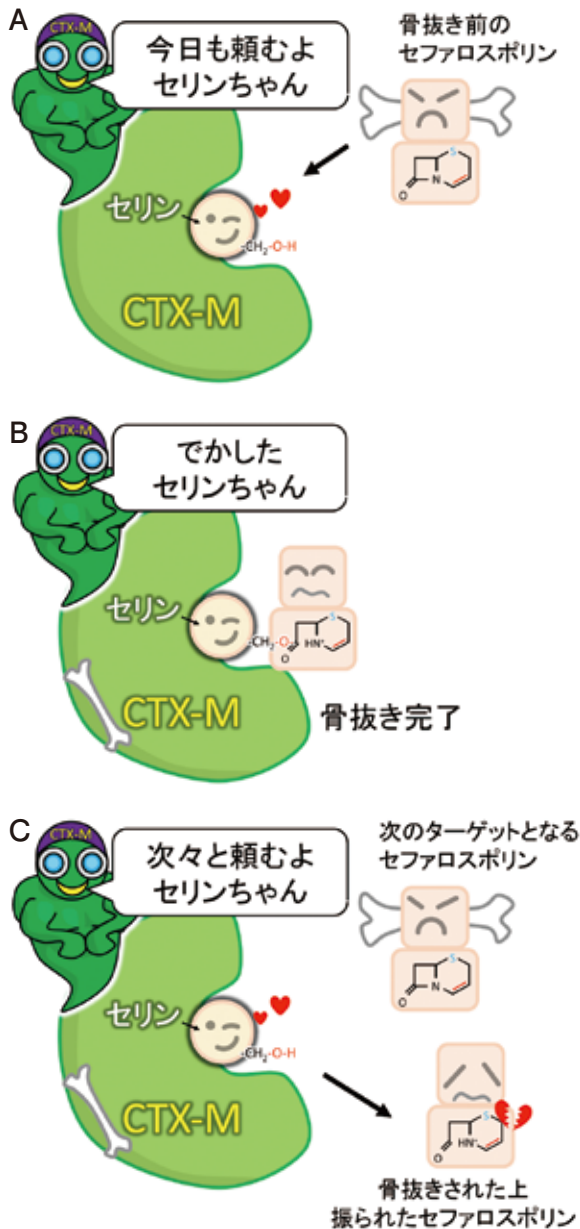 A
CTX-M
今日も頼むよ
セリンちゃん
骨抜き前の
セファロスポリン
S
N
O
セリン
-CH₂-O-H
CTX-M
B
CTX-M
でかした
セリンちゃん
セリン
S
-CH₂-O-
HN⁺
O
CTX-M
骨抜き完了
C
CTX-M
次々と頼むよ
セリンちゃん
次のターゲットとなる
セファロスポリン
S
N
O
セリン
-CH₂-O-H
CTX-M
S
HN⁺
O
骨抜きされた上
振られたセファロスポリン